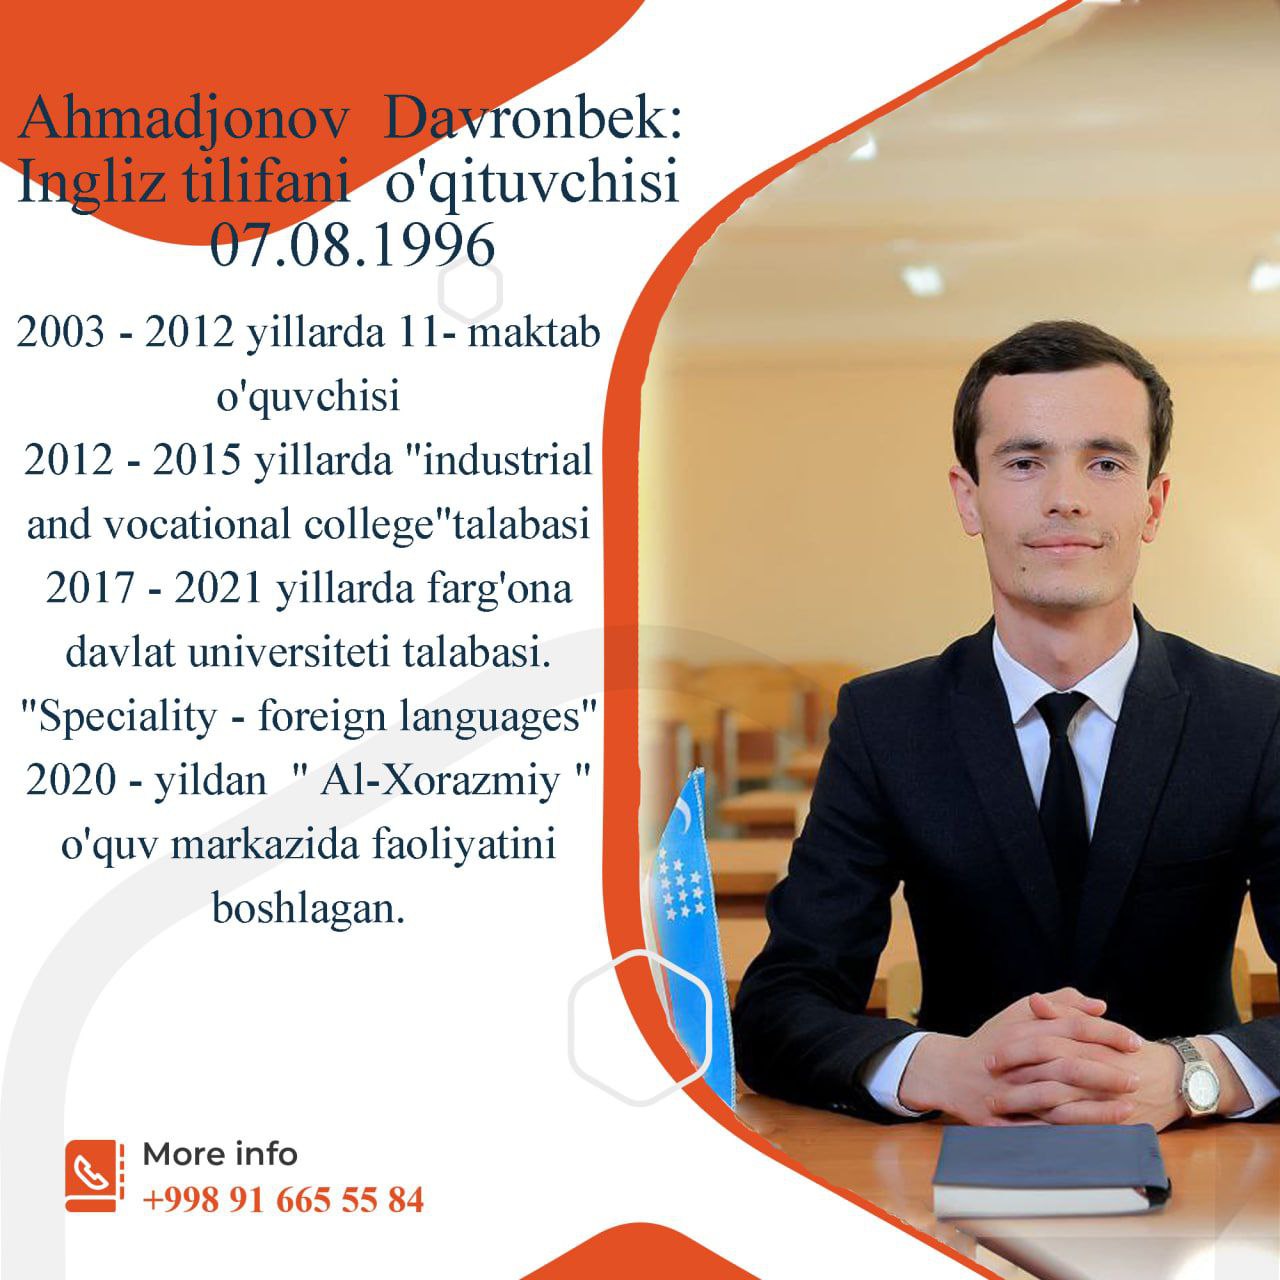 Ahmadjonov Davronbek:
Ingliz tilifani o'qituvchisi
07.08.1996
2003 - 2012 yillarda 11- maktab
o'quvchisi
2012 - 2015 yillarda "industrial
and vocational college"talabasi
2017 - 2021 yillarda farg'ona
davlat universiteti talabasi.
"Speciality - foreign languages"
2020 - yildan " Al-Xorazmiy "
o'quv markazida faoliyatini
boshlagan.
More info
+998 91 665 55 84